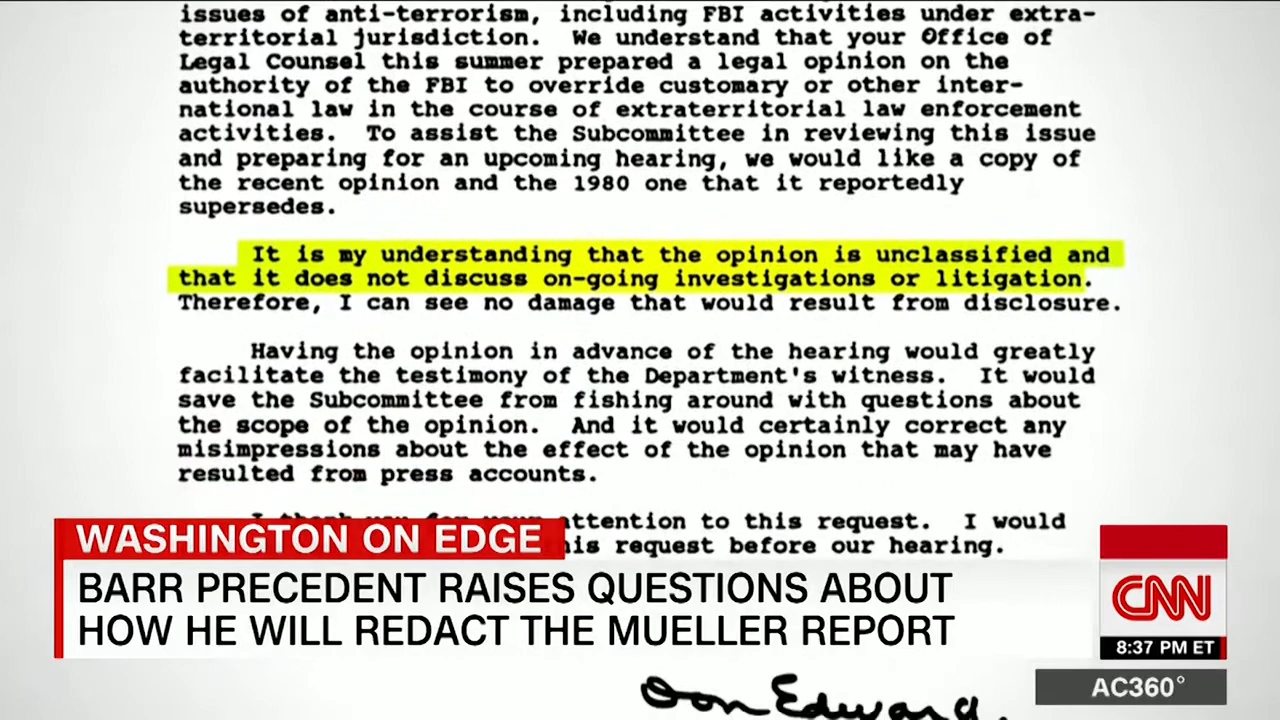 issues of anti-terrorism, including FBI activities under extra-
territorial jurisdiction. We understand that your Office of
Legal Counsel this summer prepared a legal opinion on the
authority of the FBI to override customary or other inter-
national law in the course of extraterritorial law enforcement
activities. To assist the Subcommittee in reviewing this issue
and preparing for an upcoming hearing, we would like a copy of
the recent opinion and the 1980 one that it reportedly
supersedes.
It is my understanding that the opinion is unclassified and
that it does not discuss on-going investigations or litigation.
Therefore, I can see no damage that would result from disclosure.
Having the opinion in advance of the hearing would greatly
facilitate the testimony of the Department's witness. It would
save the Subcommittee from fishing around with questions about
the scope of the opinion. And it would certainly correct any
misimpressions about the effect of the opinion that may have
resulted from press accounts.
attention to this request. I would
his request before our hearing.
WASHINGTON ON EDGE
BARR PRECEDENT RAISES QUESTIONS ABOUT
HOW HE WILL REDACT THE MUELLER REPORT
CNN
8:37 PM ET
AC360°
Don Edward